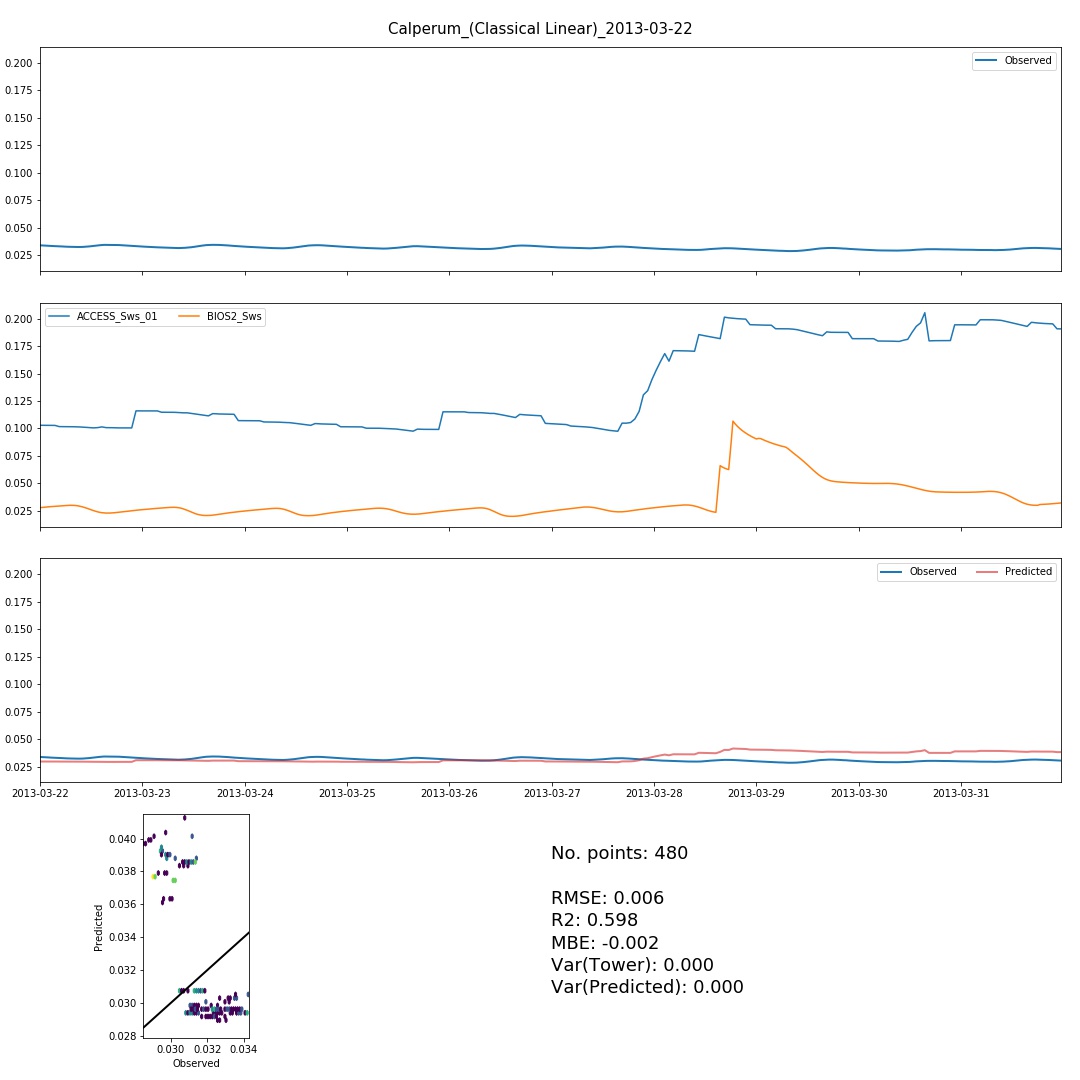 Calperum_(Classical Linear)_2013-03-22
Observed
0.200
0.175
0.150
0.125
0.100
0.075
0.050
0.025
ACCESS_Sws_01 BIOS2_Sws
0.200
0.175
0.150
0.125
0.100
0.075
0.050
0.025
Observed Predicted
0.200
0.175
0.150
0.125
0.100
0.075
0.050
0.025
2013-03-22 2013-03-23 2013-03-24 2013-03-25 2013-03-26 2013-03-27 2013-03-28 2013-03-29 2013-03-30 2013-03-31
Predicted
0.040
0.038
0.036
0.034
0.032
0.030
0.028
0.030 0.032 0.034
Observed
No. points: 480
RMSE: 0.006
R2: 0.598
MBE: -0.002
Var(Tower): 0.000
Var(Predicted): 0.000